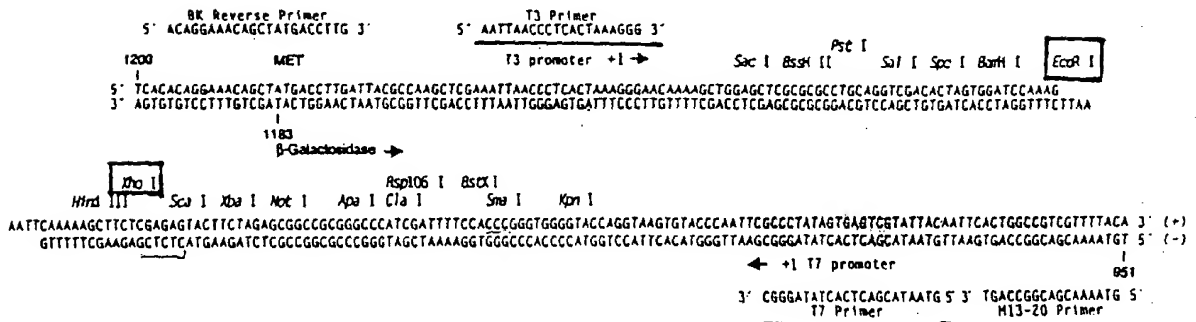 BK Reverse Primer
5' ACAGGAAACAGCTATGACCTTG 3'
T3 Primer
5' AATTAACCCTCACTAAAGGG 3'
1200
MET
T3 promoter +1 →
Sac I
BssH II
Pst I
Sal I
Spe I
BamH I
EcoR I
5' TCACACAGGAAACAGCTATGACCTTGATTACGCCAAGCTCGAAATTAACCCTCACTAAAGGGAACAAAAGCTGGAGCTCGCGCGCCTGCAGGTCGACACTAGTGGATCCAAAG
3' AGTGTGTCCTTTGTCGATACTGGAACTAATGCGGTTCGACCTTTAATTGGGAGTGATTTCCCTTGTTTTCGACCTCGAGCGCGCGGACGTCCAGCTGTGATCACCTAGGTTTCTTAA
1183
β-Galactosidase →
Hind III
Xho I
Sca I
Xba I
Not I
Apa I
Bsp106 I
Cla I
BstX I
Sma I
Kpn I
AATTCAAAAAGCTTCTCGAGAGTACTTCTAGAGCGGCCGCGGGCCCATCGATTTTCCACCCGGGTGGGGTACCAGGTAAGTGTACCCAATTCGCCCTATAGTGAGTCGTATTACAATTCACTGGCCGTCGTTTTACA 3' (+)
GTTTTTCGAAGAGCTCTCATGAAGATCTCGCCGGCGCCCGGGTAGCTAAAAGGTGGGCCCACCCCATGGTCCATTCACATGGGTTAAGCGGGATATCACTCAGCATAATGTTAAGTGACCGGCAGCAAAATGT 5' (-)
← +1 T7 promoter
951
3' CGGGATATCACTCAGCATAATG 5'
T7 Primer
3' TGACCGGCAGCAAAATG 5'
M13-20 Primer